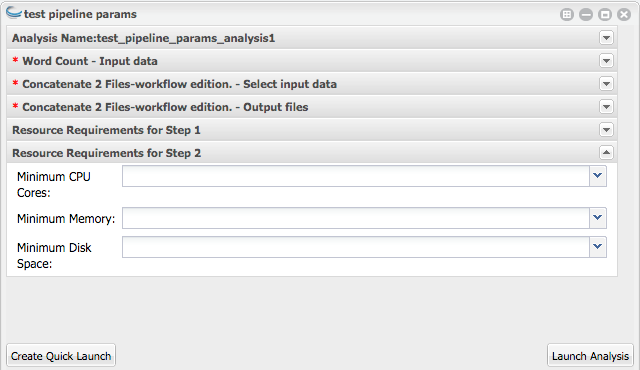 test pipeline params
Analysis Name:test_pipeline_params_analysis1
* Word Count - Input data
* Concatenate 2 Files-workflow edition. - Select input data
* Concatenate 2 Files-workflow edition. - Output files
Resource Requirements for Step 1
Resource Requirements for Step 2
Minimum CPU
Cores:
Minimum Memory:
Minimum Disk
Space:
Create Quick Launch
Launch Analysis